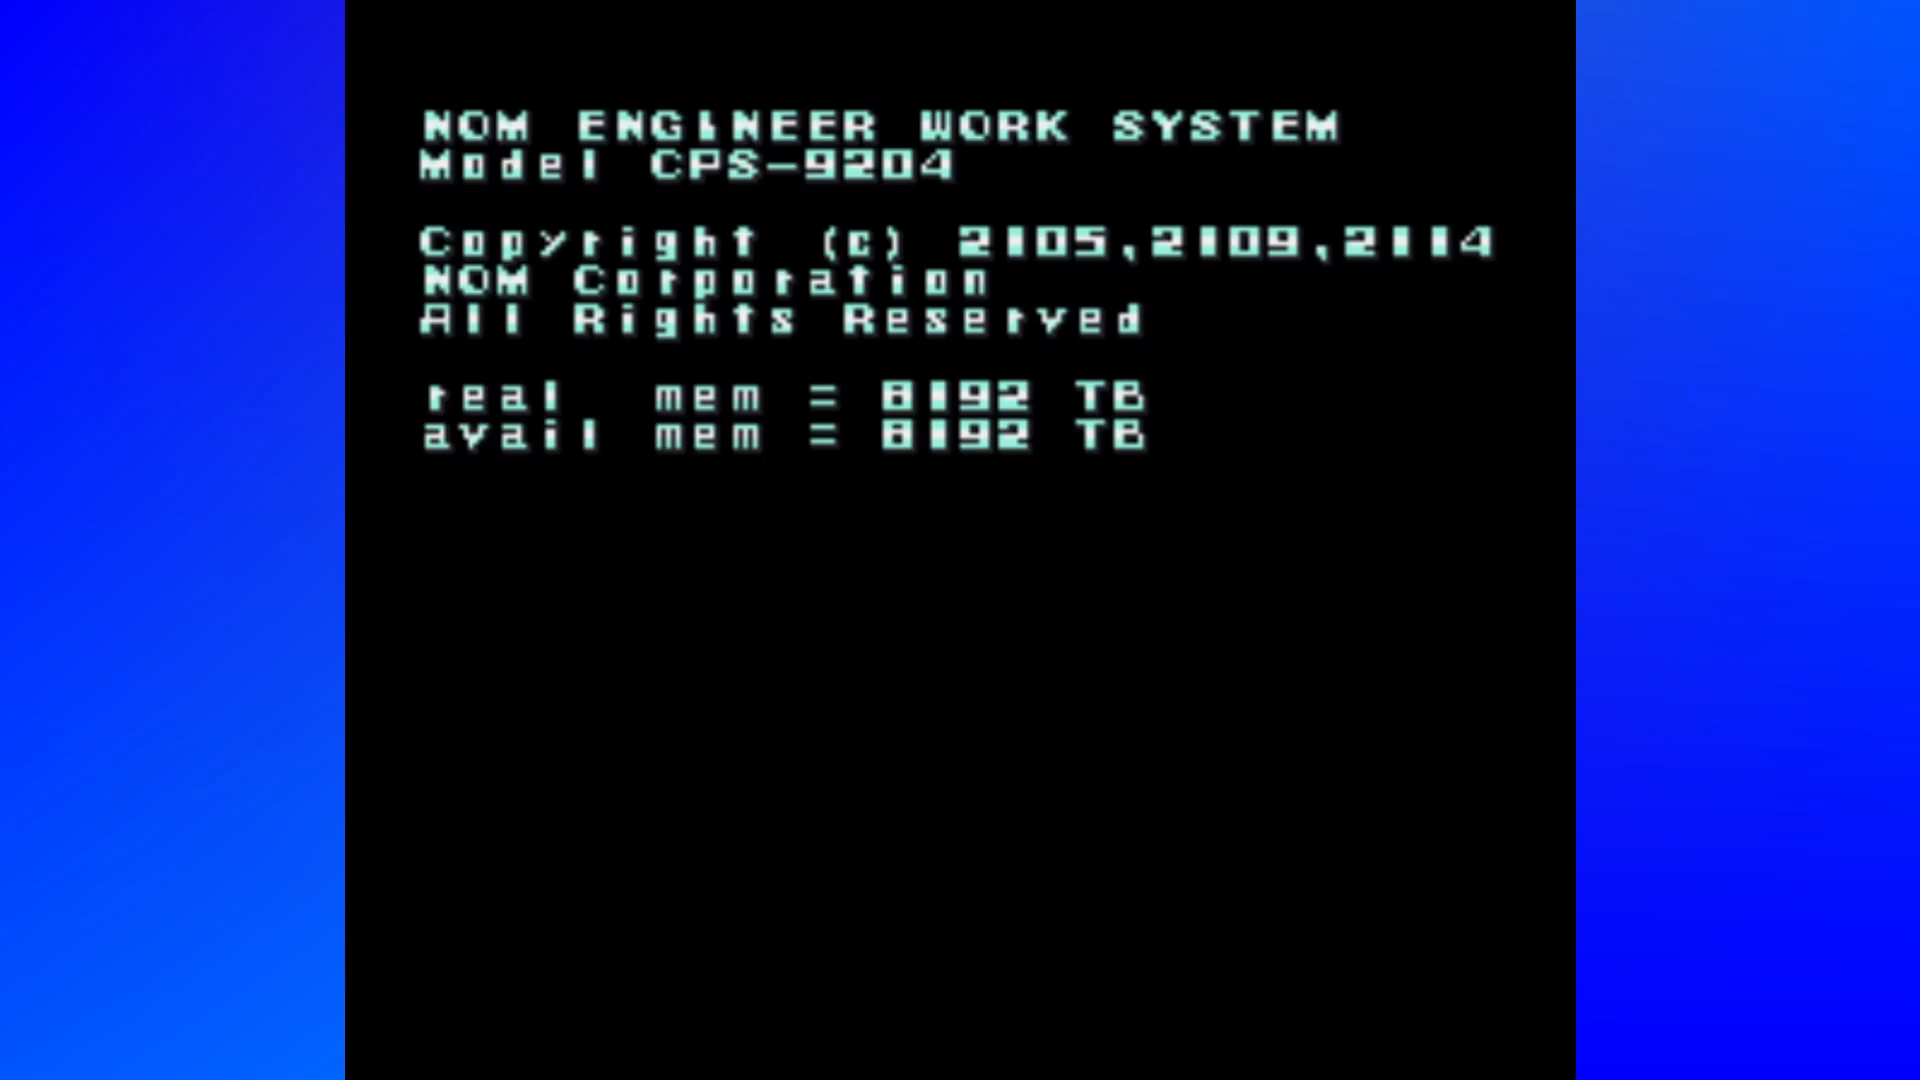 NOM ENGINEER WORK SYSTEM
Model CPS-9204
Copyright (c) 2105,2109,2114
NOM Corporation
All Rights Reserved
real mem = 8192 TB
avail mem = 8192 TB